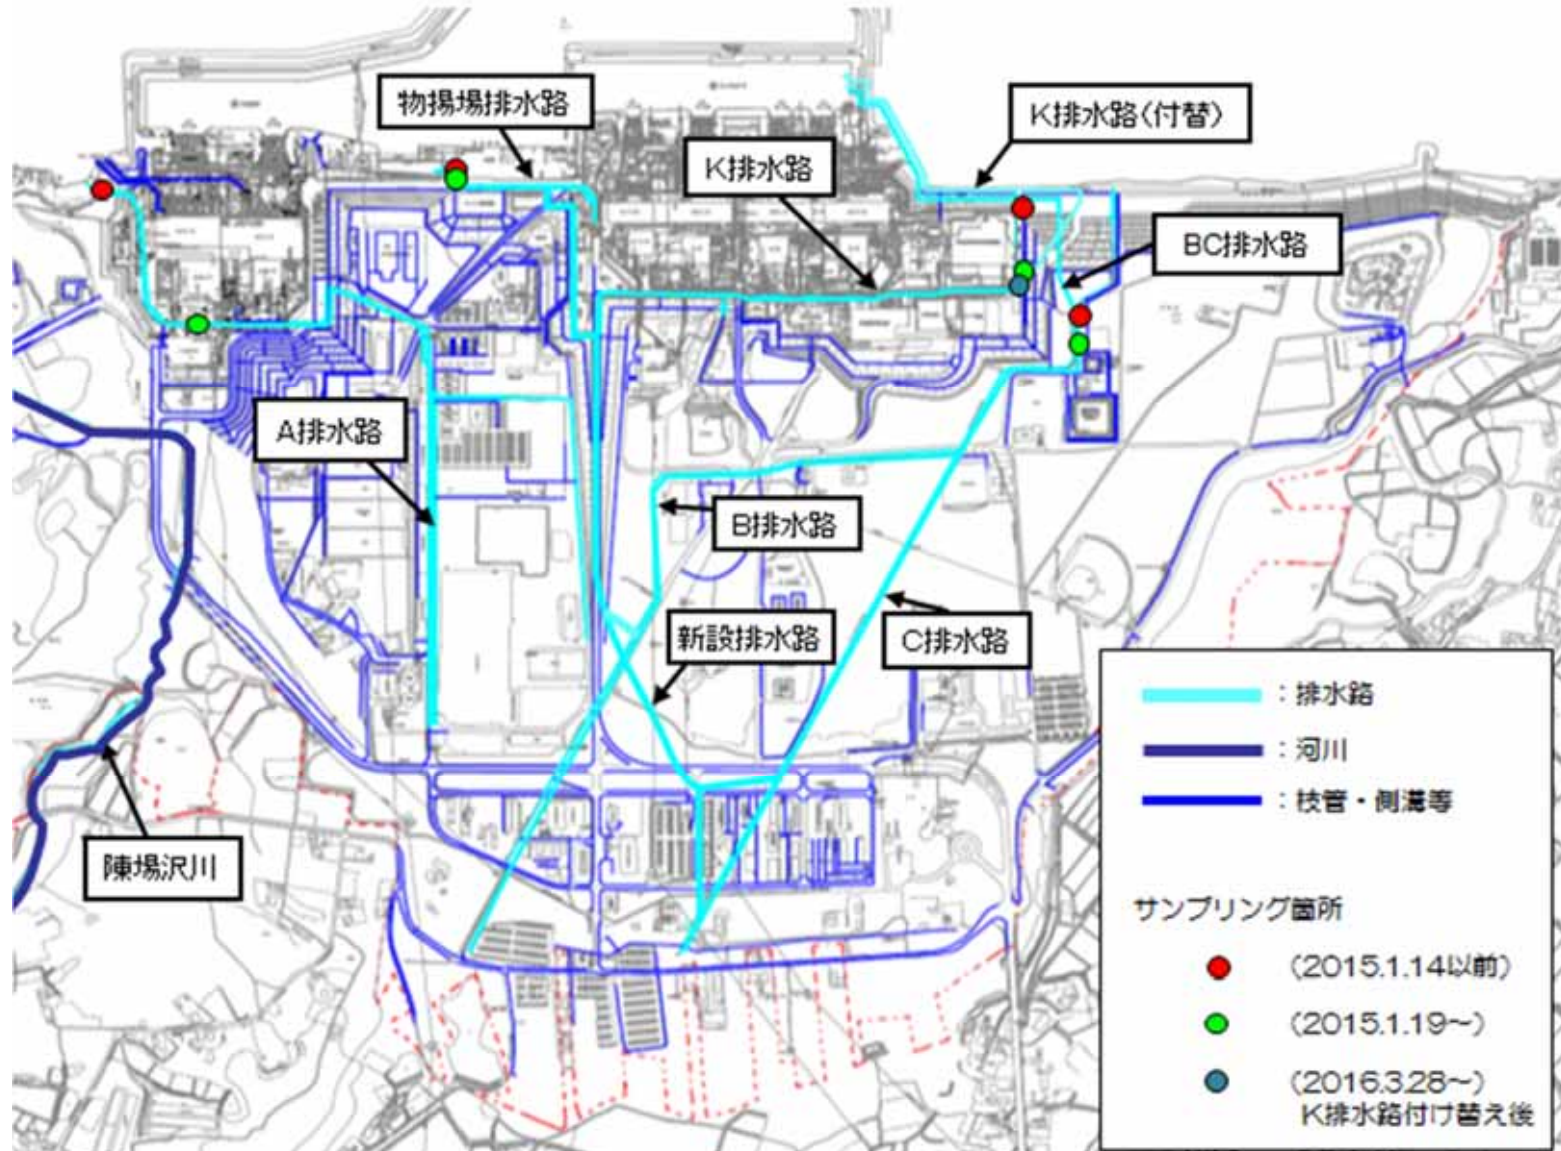 物揚場排水路
K排水路(付替)
K排水路
BC排水路
A排水路
B排水路
新設排水路
C排水路
陳場沢川
：排水路
：河川
：枝管・側溝等
サンプリング箇所
(2015.1.14以前)
(2015.1.19～)
(2016.3.28～)
K排水路付け替え後